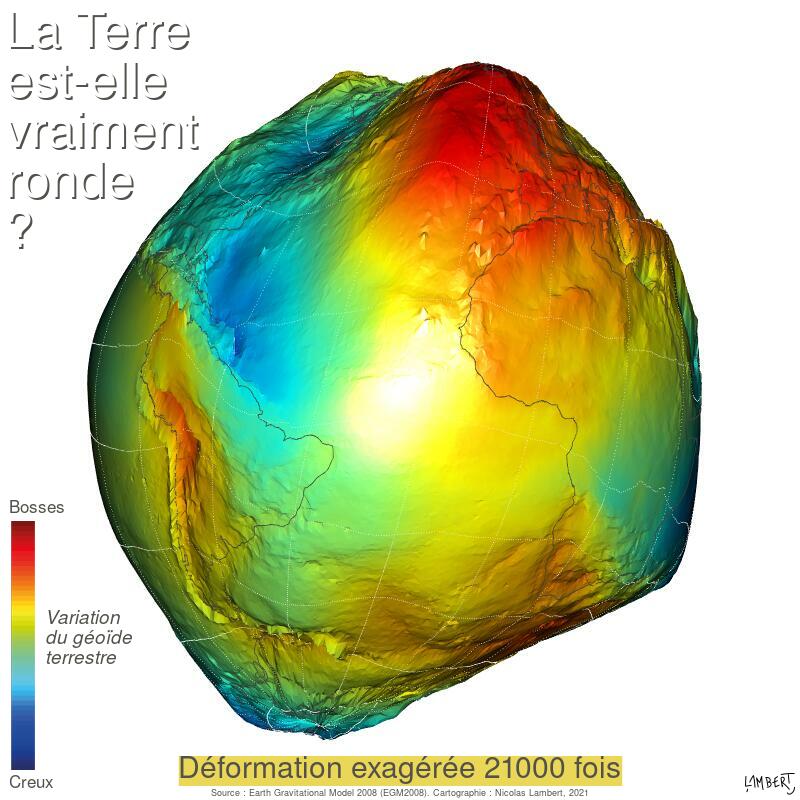 La Terre
est-elle
vraiment
ronde
?
Bosses
Variation
du géoïde
terrestre
Creux
Déformation exagérée 21000 fois
Source : Earth Gravitational Model 2008 (EGM2008). Cartographie : Nicolas Lambert, 2021
LAMBERT